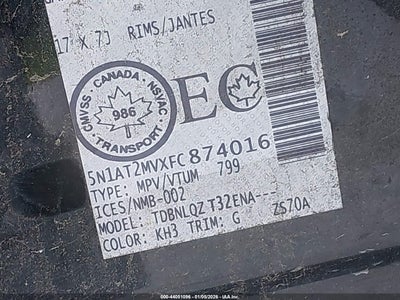 17 X 7J RIMS/JANTES
CMVSS · CANADA · NSVAC
986
TRANSPORT
EC
5N1AT2MVXFC874016
TYPE: MPV/VTUM 799
ICES/NMB-002
MODEL: TDBNLQZ T32ENA---
COLOR: KH3 TRIM: G ZS70A
000-44001096 - 01/05/2026 - IAA Inc.